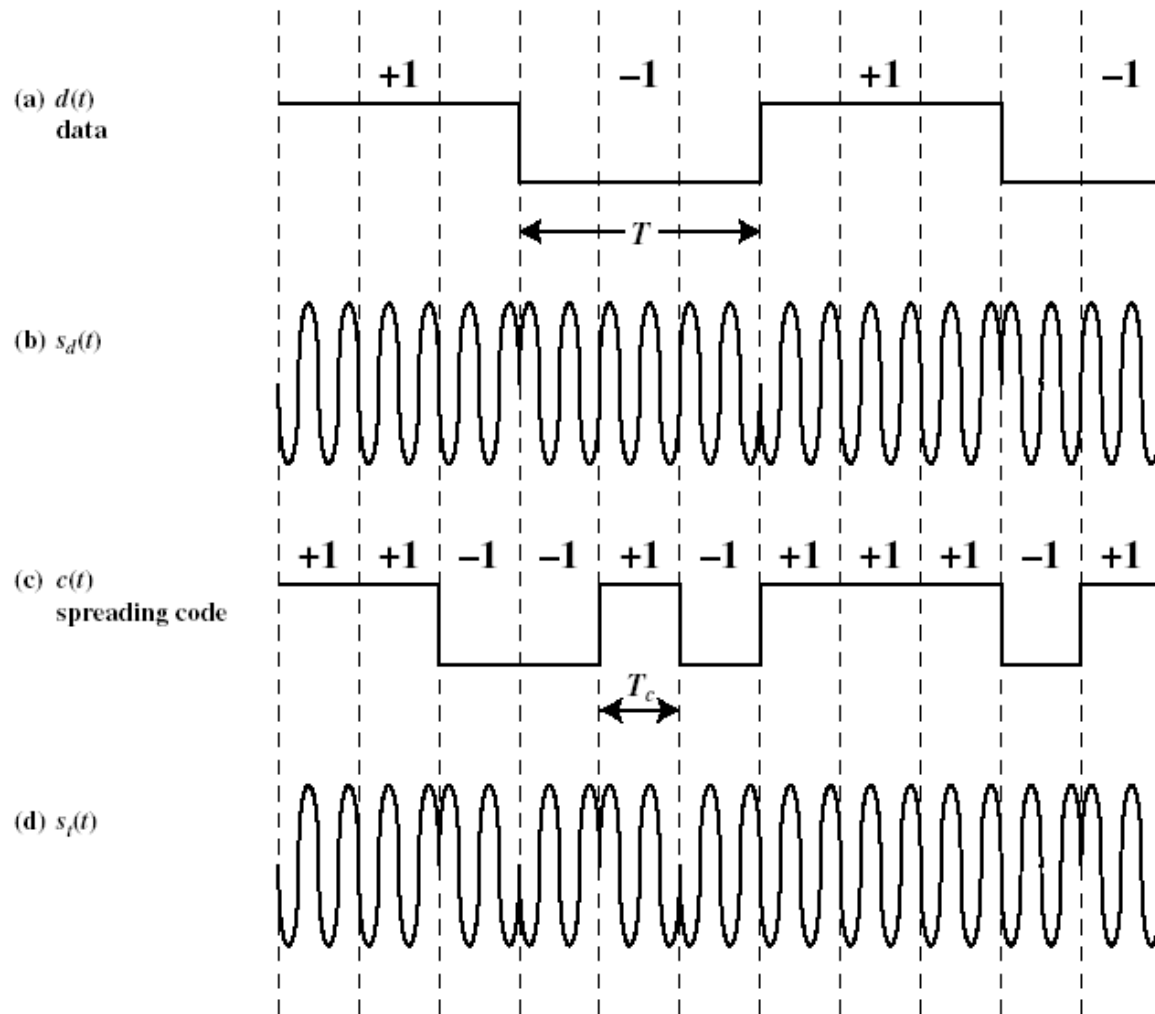 +1 –1 +1 –1
(a) d(t)
data
T
(b) s_d(t)
+1 +1 –1 –1 +1 –1 +1 +1 +1 –1 +1
(c) c(t)
spreading code
T_c
(d) s_t(t)